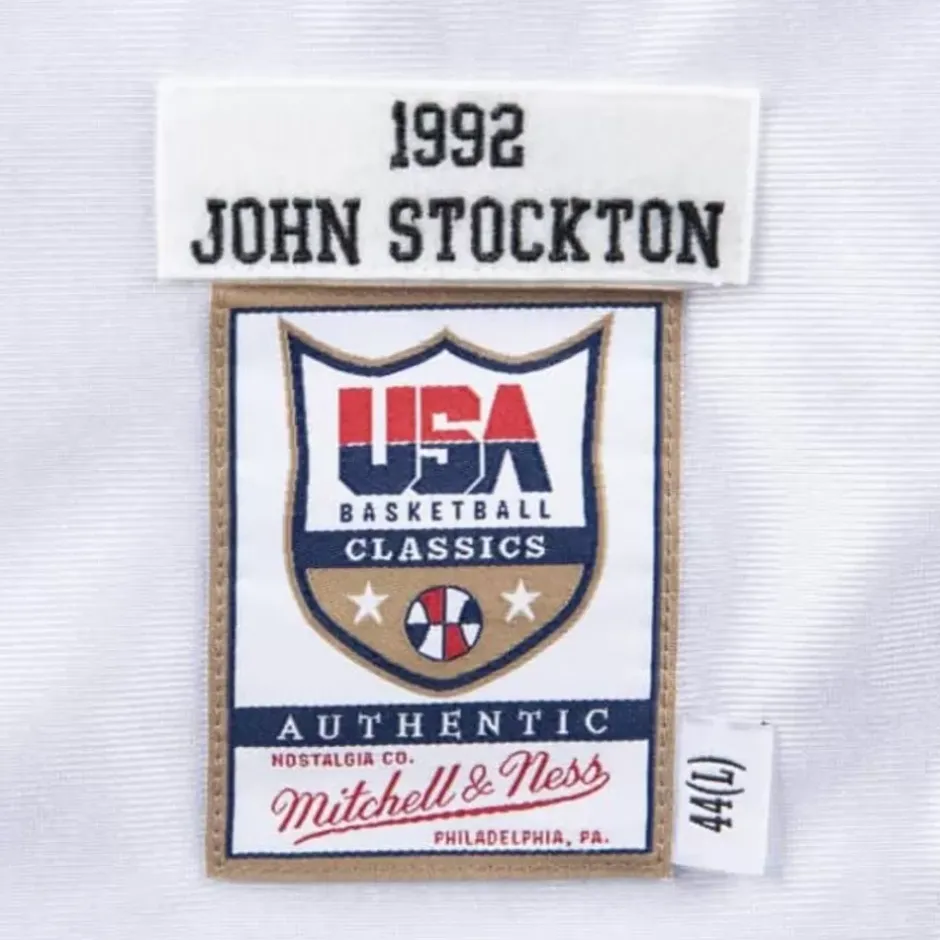 1992
JOHN STOCKTON
USA
BASKETBALL
CLASSICS
AUTHENTIC
NOSTALGIA CO.
Mitchell & Ness
PHILADELPHIA, PA.
44(L)